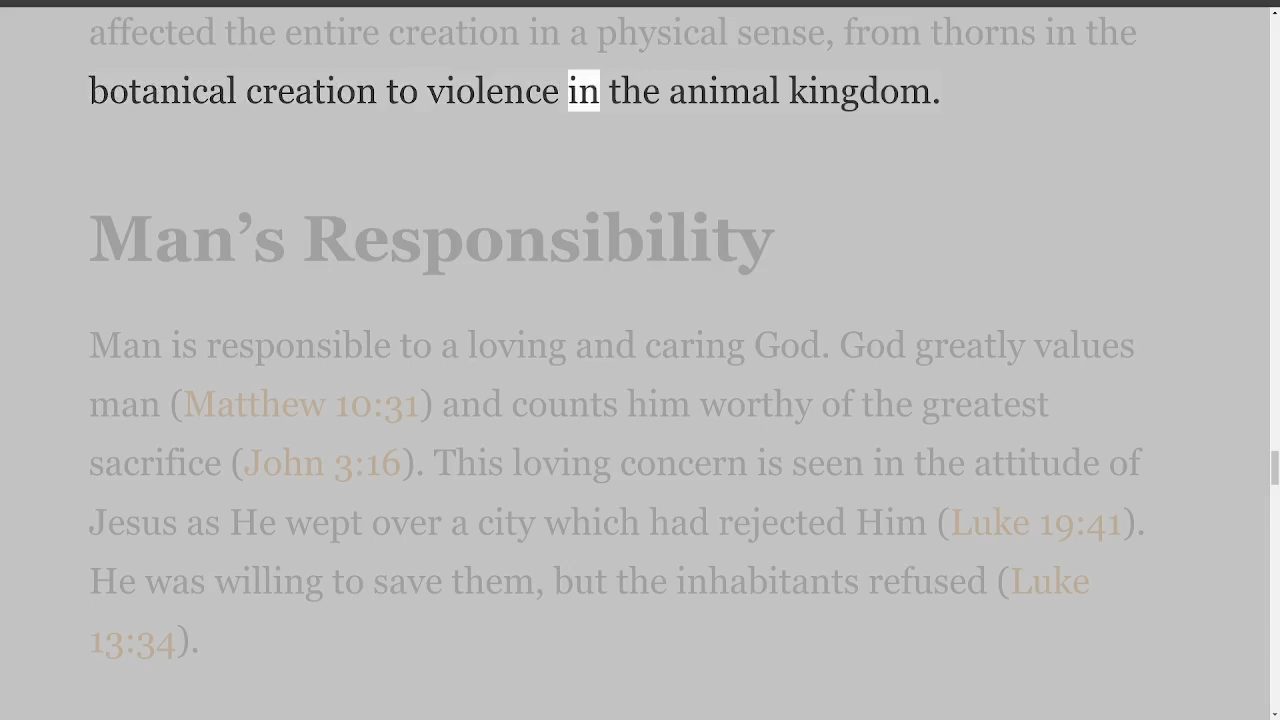 affected the entire creation in a physical sense, from thorns in the
botanical creation to violence in the animal kingdom.
Man’s Responsibility
Man is responsible to a loving and caring God. God greatly values
man (Matthew 10:31) and counts him worthy of the greatest
sacrifice (John 3:16). This loving concern is seen in the attitude of
Jesus as He wept over a city which had rejected Him (Luke 19:41).
He was willing to save them, but the inhabitants refused (Luke
13:34).